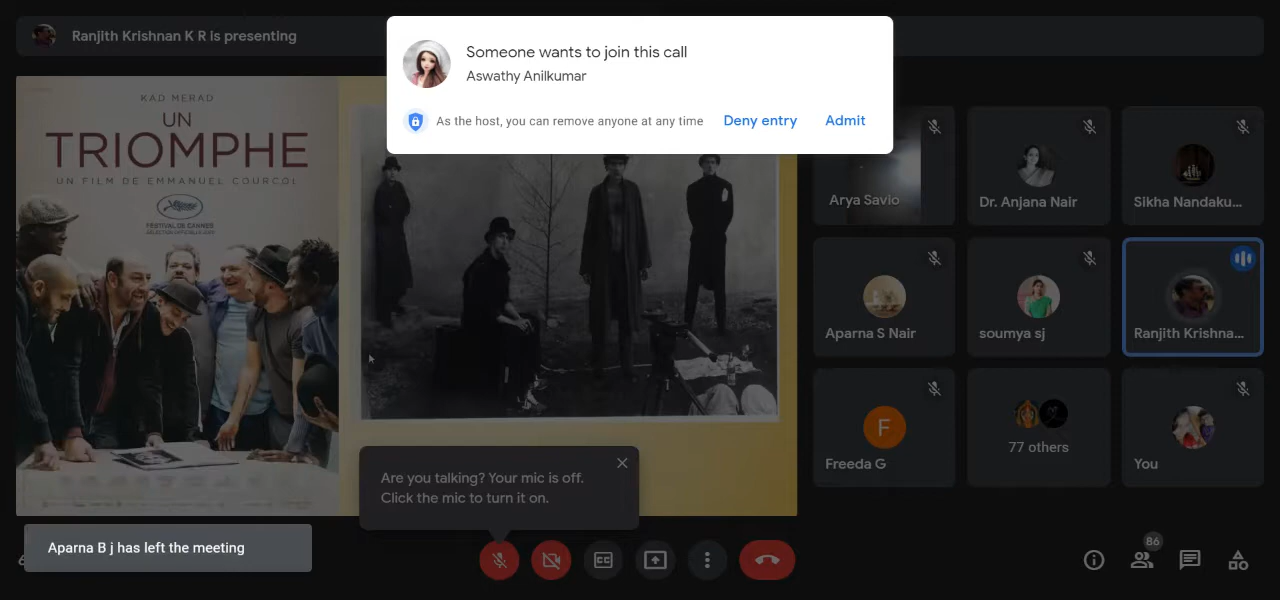 Ranjith Krishnan K R is presenting
Someone wants to join this call
Aswathy Anilkumar
As the host, you can remove anyone at any time
Deny entry
Admit
KAD MERAD
UN
TRIOMPHE
UN FILM DE EMMANUEL COURCOL
FESTIVAL DE CANNES
Arya Savio
Dr. Anjana Nair
Sikha Nandaku...
Aparna S Nair
soumya sj
Ranjith Krishna...
F
Freeda G
77 others
You
Are you talking? Your mic is off.
Click the mic to turn it on.
Aparna B j has left the meeting
CC
86